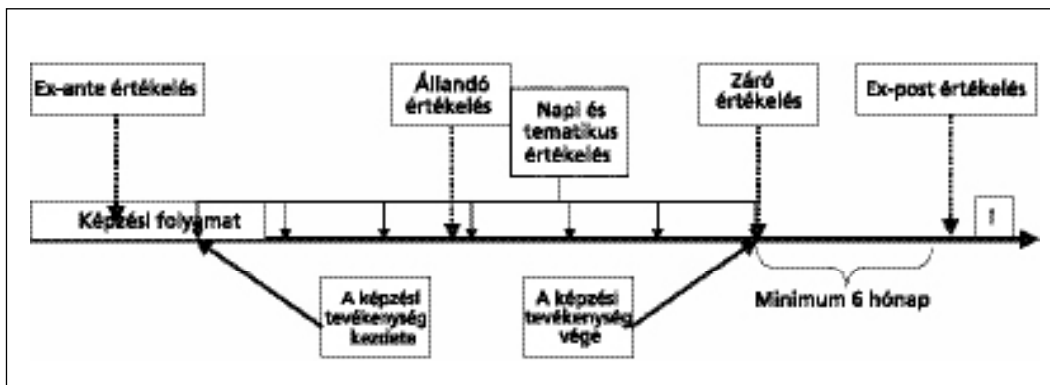 Ex-ante értékelés
Állandó
értékelés
Napi és
tematikus
értékelés
Záró
értékelés
Ex-post értékelés
Képzési folyamat
A képzési
tevékenység
kezdete
A képzési
tevékenység
vége
Minimum 6 hónap